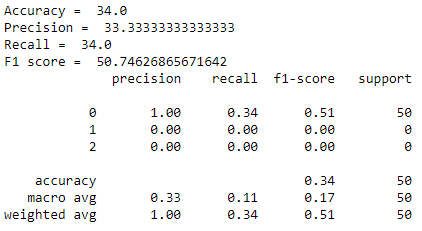 Accuracy =  34.0
Precision =  33.33333333333333
Recall =  34.0
F1 score =  50.74626865671642
              precision    recall  f1-score   support

           0       1.00      0.34      0.51        50
           1       0.00      0.00      0.00         0
           2       0.00      0.00      0.00         0

    accuracy                           0.34        50
   macro avg       0.33      0.11      0.17        50
weighted avg       1.00      0.34      0.51        50